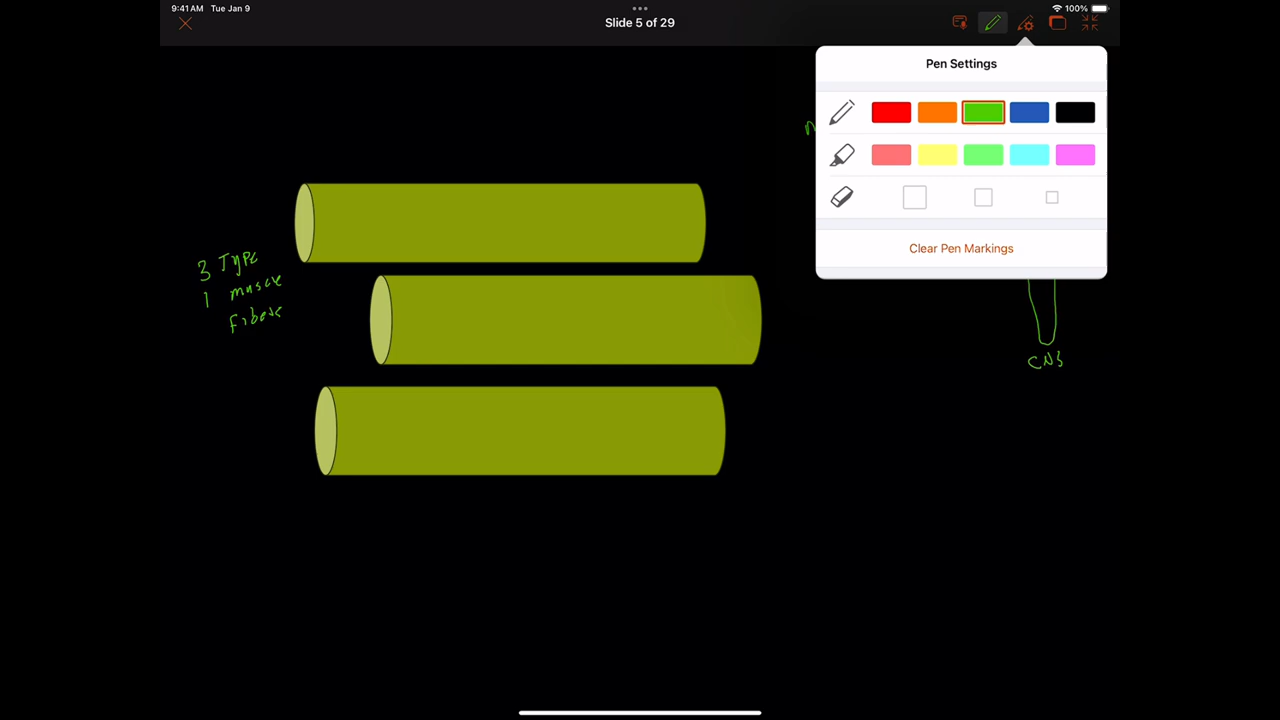 9:41 AM Tue Jan 9
100%
Slide 5 of 29
Pen Settings
Clear Pen Markings
3 Type
1 muscle
Fibers
CNS